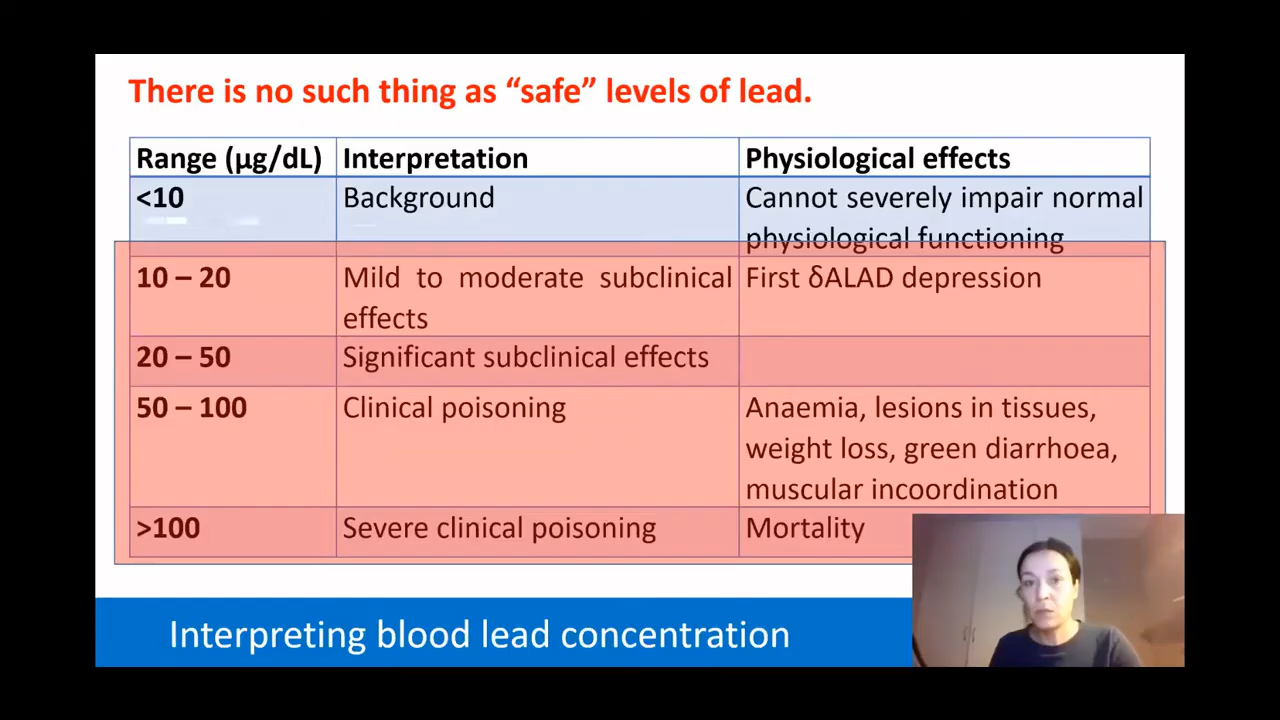 There is no such thing as “safe” levels of lead.
Range (µg/dL) Interpretation Physiological effects
<10 Background Cannot severely impair normal
physiological functioning
10 – 20 Mild to moderate subclinical First δALAD depression
effects
20 – 50 Significant subclinical effects
50 – 100 Clinical poisoning Anaemia, lesions in tissues,
weight loss, green diarrhoea,
muscular incoordination
>100 Severe clinical poisoning Mortality
Interpreting blood lead concentration